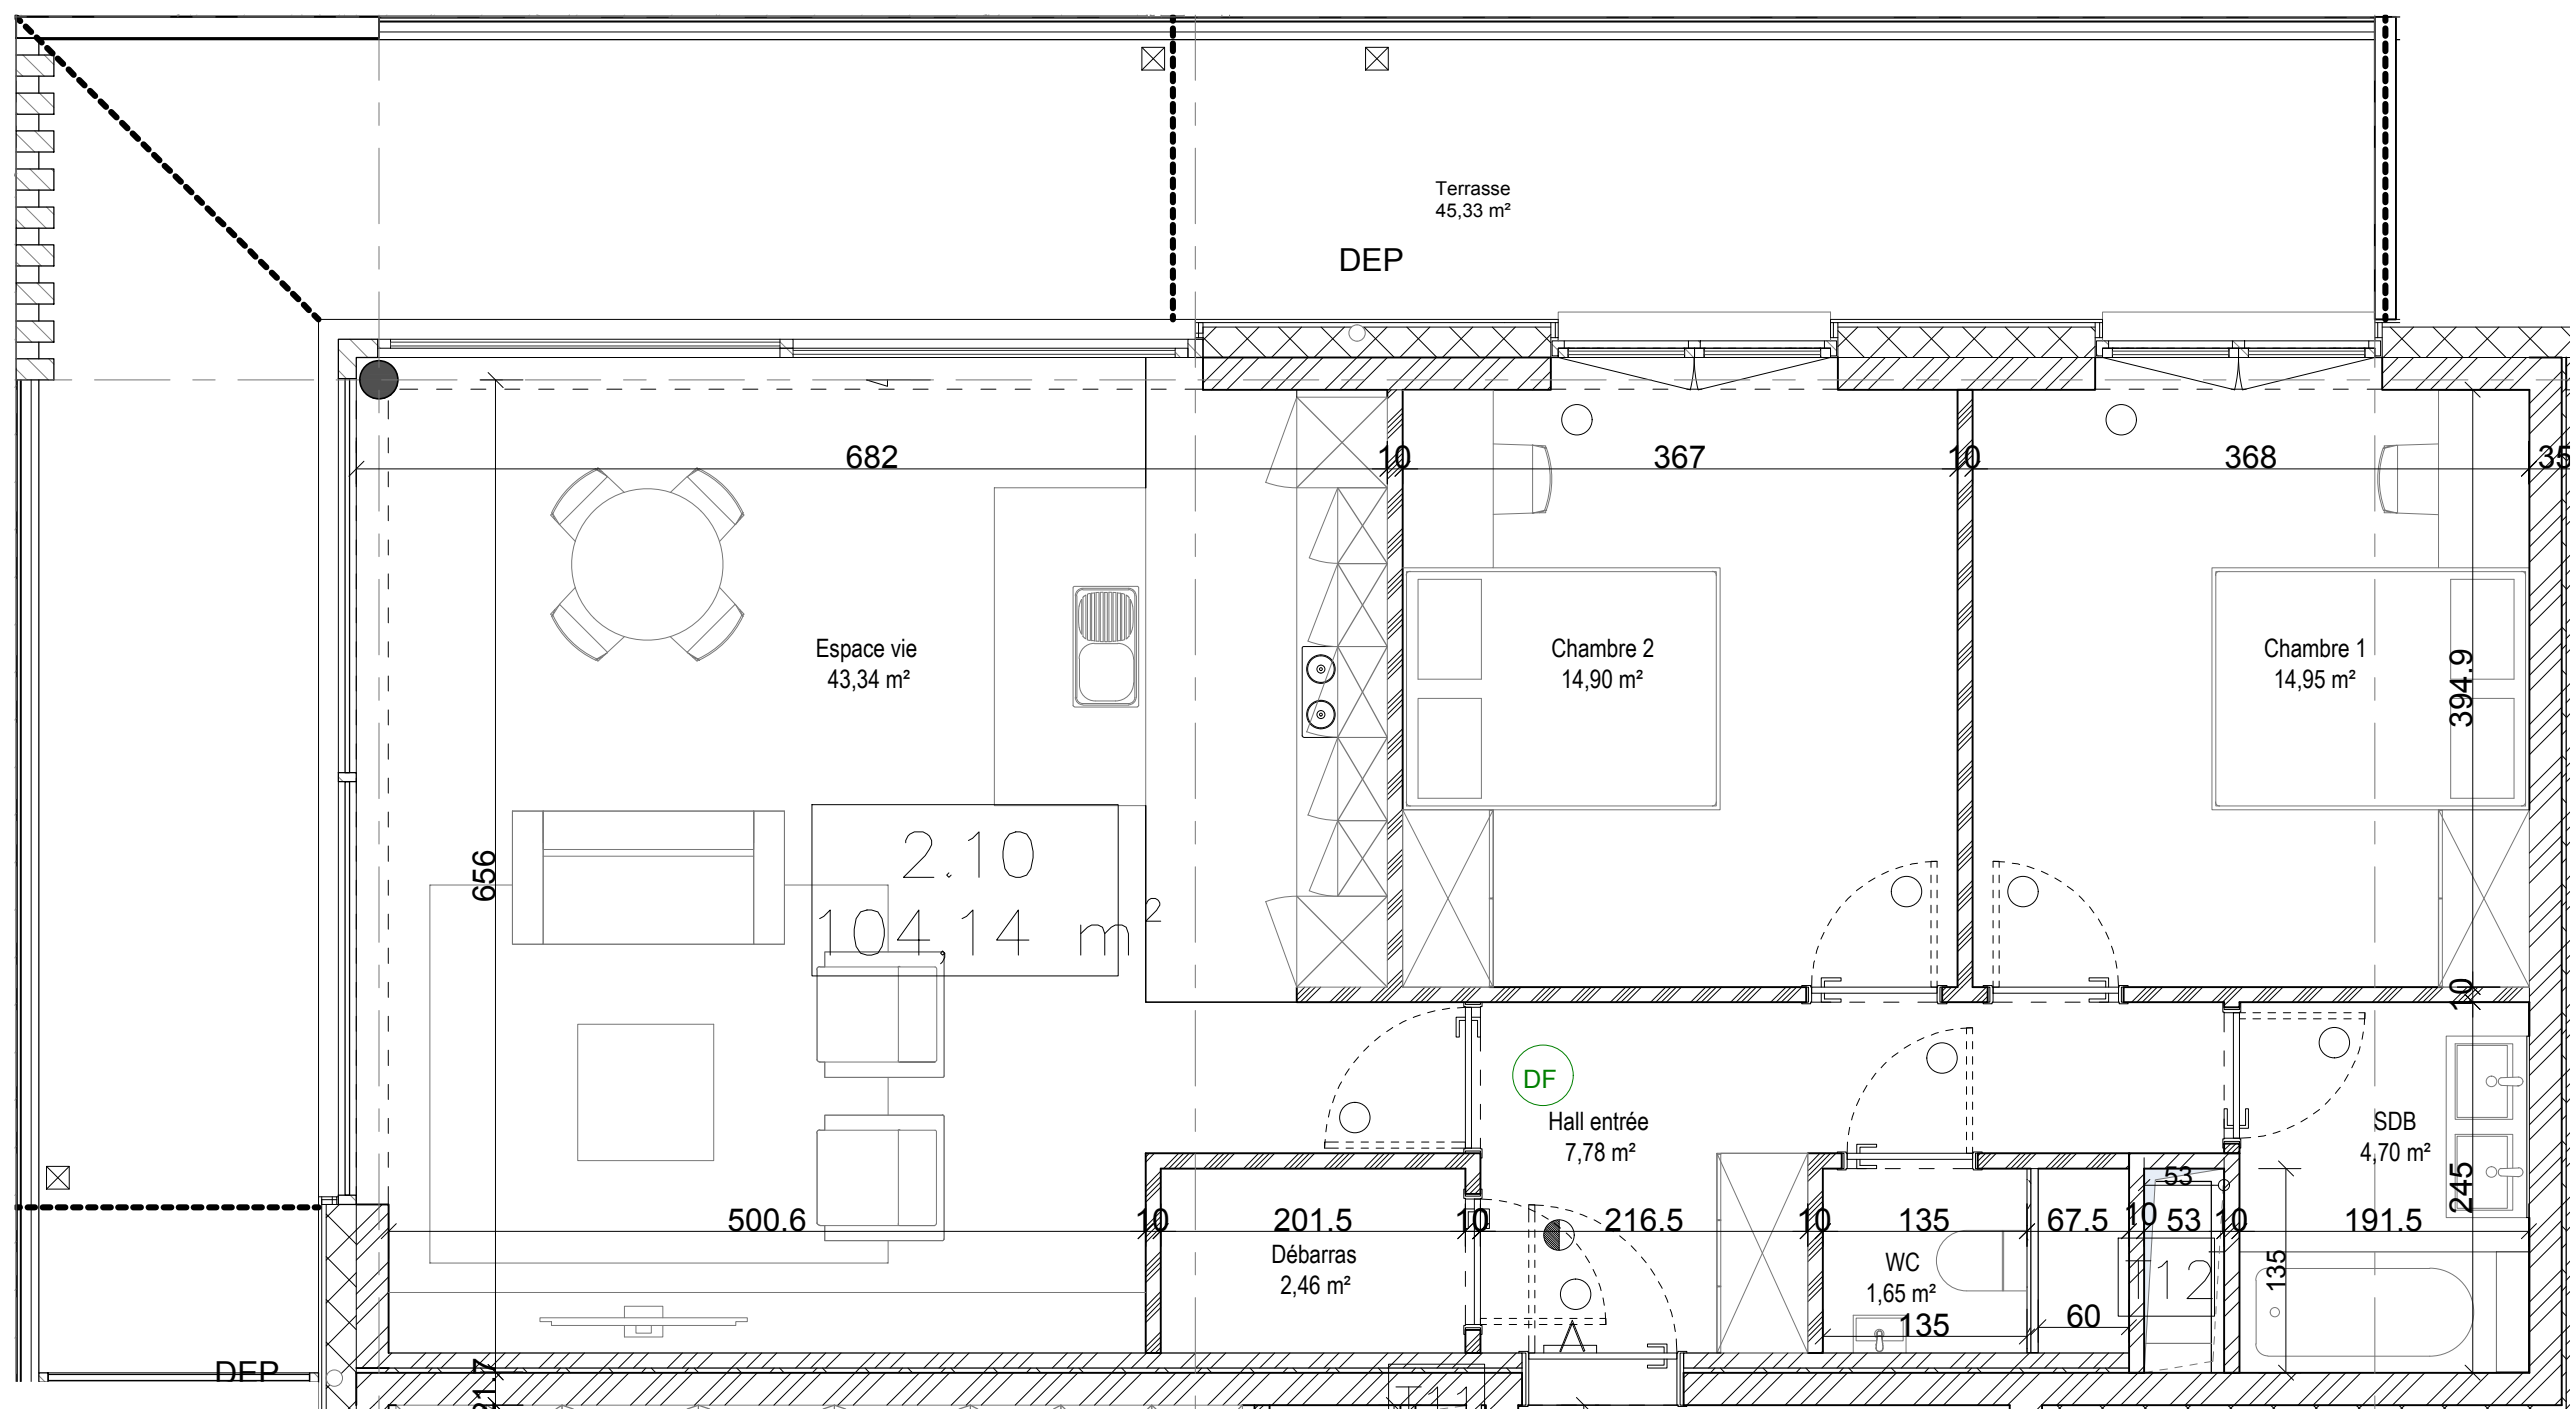 Terrasse
45,33 m²
DEP
682
10
367
10
368
35
Espace vie
43,34 m²
Chambre 2
14,90 m²
Chambre 1
14,95 m²
394.9
2.10
104,14 m²
656
10
DF
Hall entrée
7,78 m²
SDB
4,70 m²
53
245
500.6
10
201.5
10
216.5
10
135
67.5
10
53
10
191.5
Débarras
2,46 m²
WC
1,65 m²
135
T12
135
60
DEP